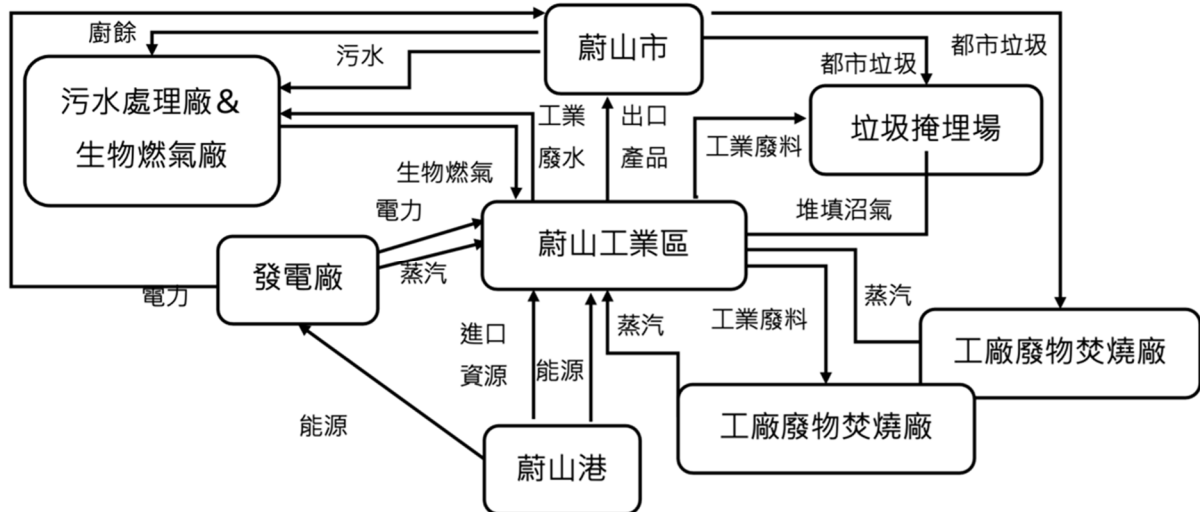 廚餘
蔚山市
都市垃圾
污水
都市垃圾
污水處理廠＆
生物燃氣廠
工業
廢水
出口
產品
工業廢料
垃圾掩埋場
生物燃氣
電力
堆填沼氣
蔚山工業區
發電廠
蒸汽
電力
蒸汽
進口
資源
能源
蒸汽
工業廢料
工廠廢物焚燒廠
工廠廢物焚燒廠
能源
蔚山港